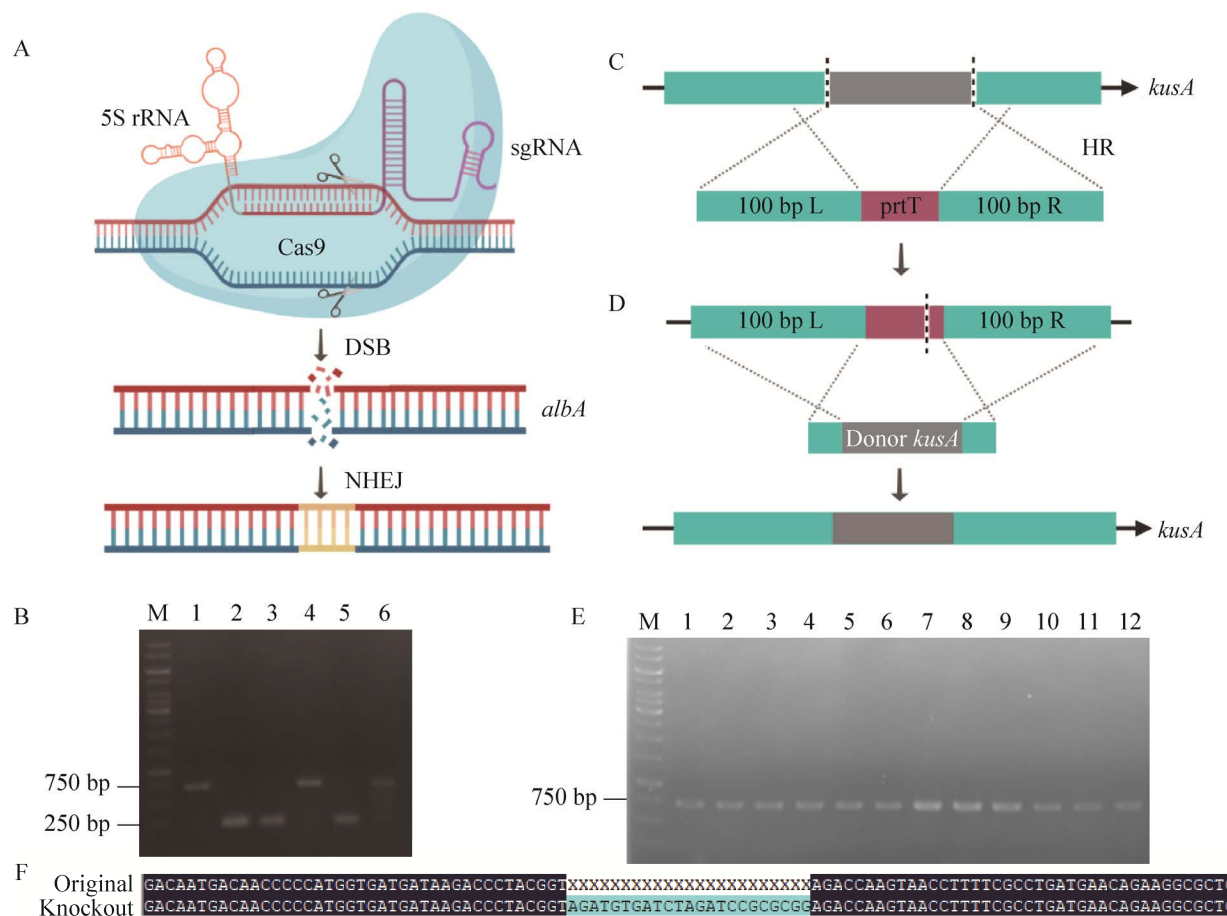 A
5S rRNA
sgRNA
Cas9
DSB
albA
NHEJ
C
kusA
HR
100 bp L prtT 100 bp R
D
100 bp L 100 bp R
Donor kusA
kusA
B
M 1 2 3 4 5 6
750 bp
250 bp
E
M 1 2 3 4 5 6 7 8 9 10 11 12
750 bp
F
Original GACAATGACAACCCCCATGGTGATGATAAGACCCTACGGTXXXXXXXXXXXXXXXXXXXXXXXAGACCAAGTAACCTTTTCGCCTGATGAACAGAAGGCGCT
Knockout GACAATGACAACCCCCATGGTGATGATAAGACCCTACGGTAGATGTGATCTAGATCCGCGCGGAGACCAAGTAACCTTTTCGCCTGATGAACAGAAGGCGCT